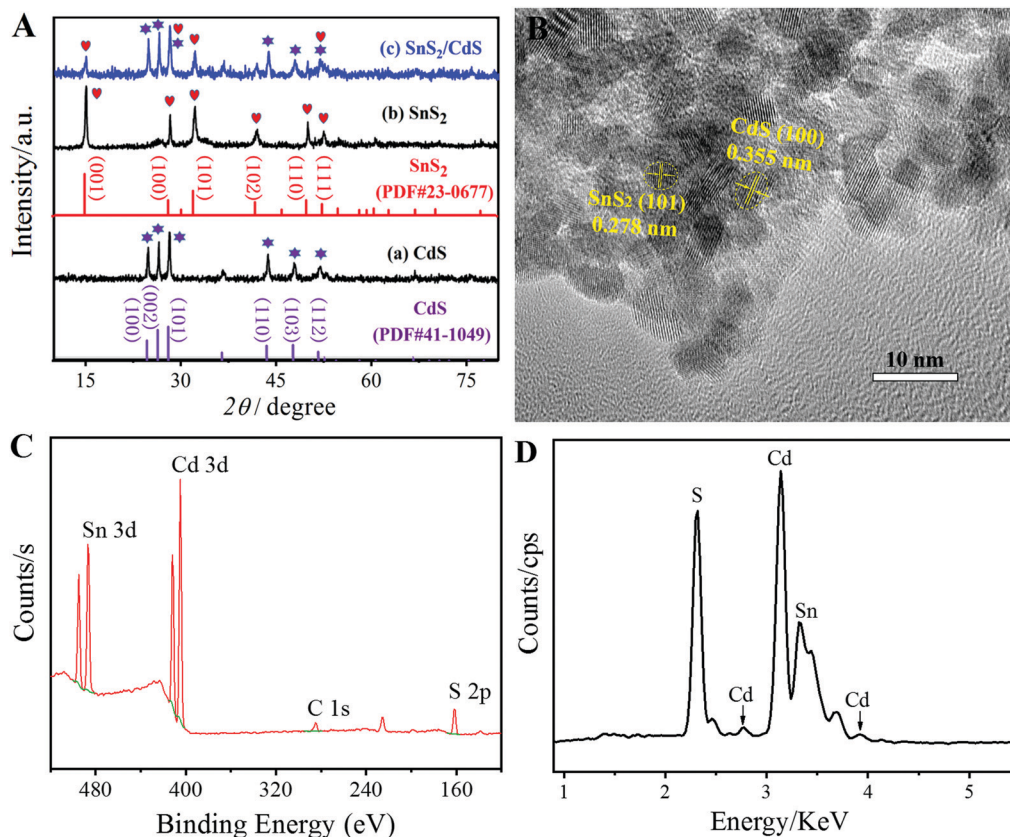 A
(c) SnS2/CdS
(b) SnS2
(001)
(100)
(101)
(102)
(110)
(111)
SnS2
(PDF#23-0677)
(a) CdS
(100)
(002)
(101)
(110)
(103)
(112)
CdS
(PDF#41-1049)
Intensity/a.u.
15
30
45
60
75
2θ/ degree
B
CdS (100)
0.355 nm
SnS2 (101)
0.278 nm
10 nm
C
Sn 3d
Cd 3d
C 1s
S 2p
Counts/s
480
400
320
240
160
Binding Energy (eV)
D
S
Cd
Cd
Sn
Cd
Counts/cps
1
2
3
4
5
Energy/KeV